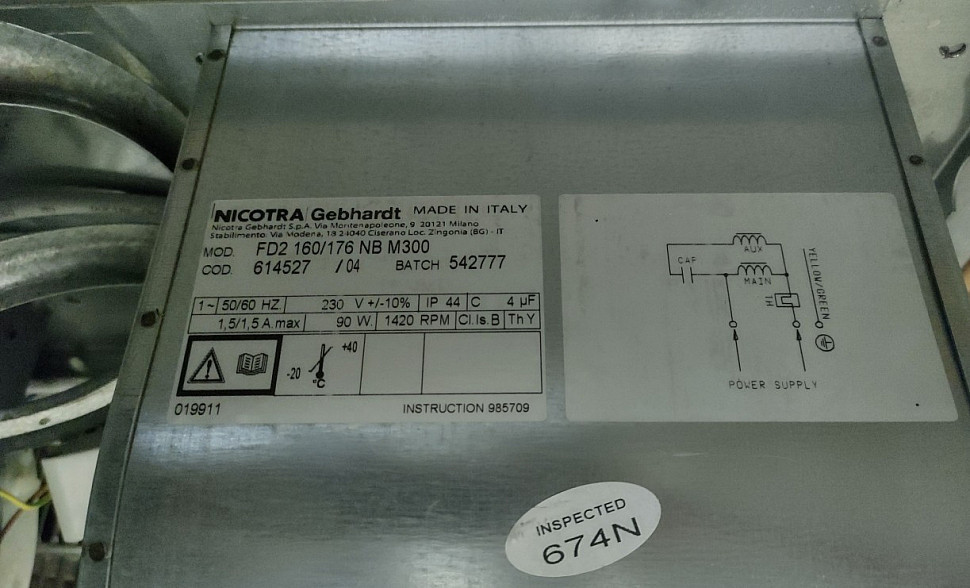 NICOTRA Gebhardt MADE IN ITALY
Nicotra Gebhardt S.p.A. Via Montenapoleone, 9 20121 Milano
Stabilimento: Via Modena, 18 24040 Ciserano Loc. Zingonia (BG) - IT
MOD. FD2 160/176 NB M300
COD. 614527 /04 BATCH 542777
1~ 50/60 HZ 230 V +/-10% IP 44 C 4 µF
1,5/1,5 A.max 90 W. 1420 RPM Cl.Is.B Th Y
-20 °C +40
019911 INSTRUCTION 985709
AUX
CAP
MAIN
TH
YELLOW/GREEN
POWER SUPPLY
INSPECTED
674N